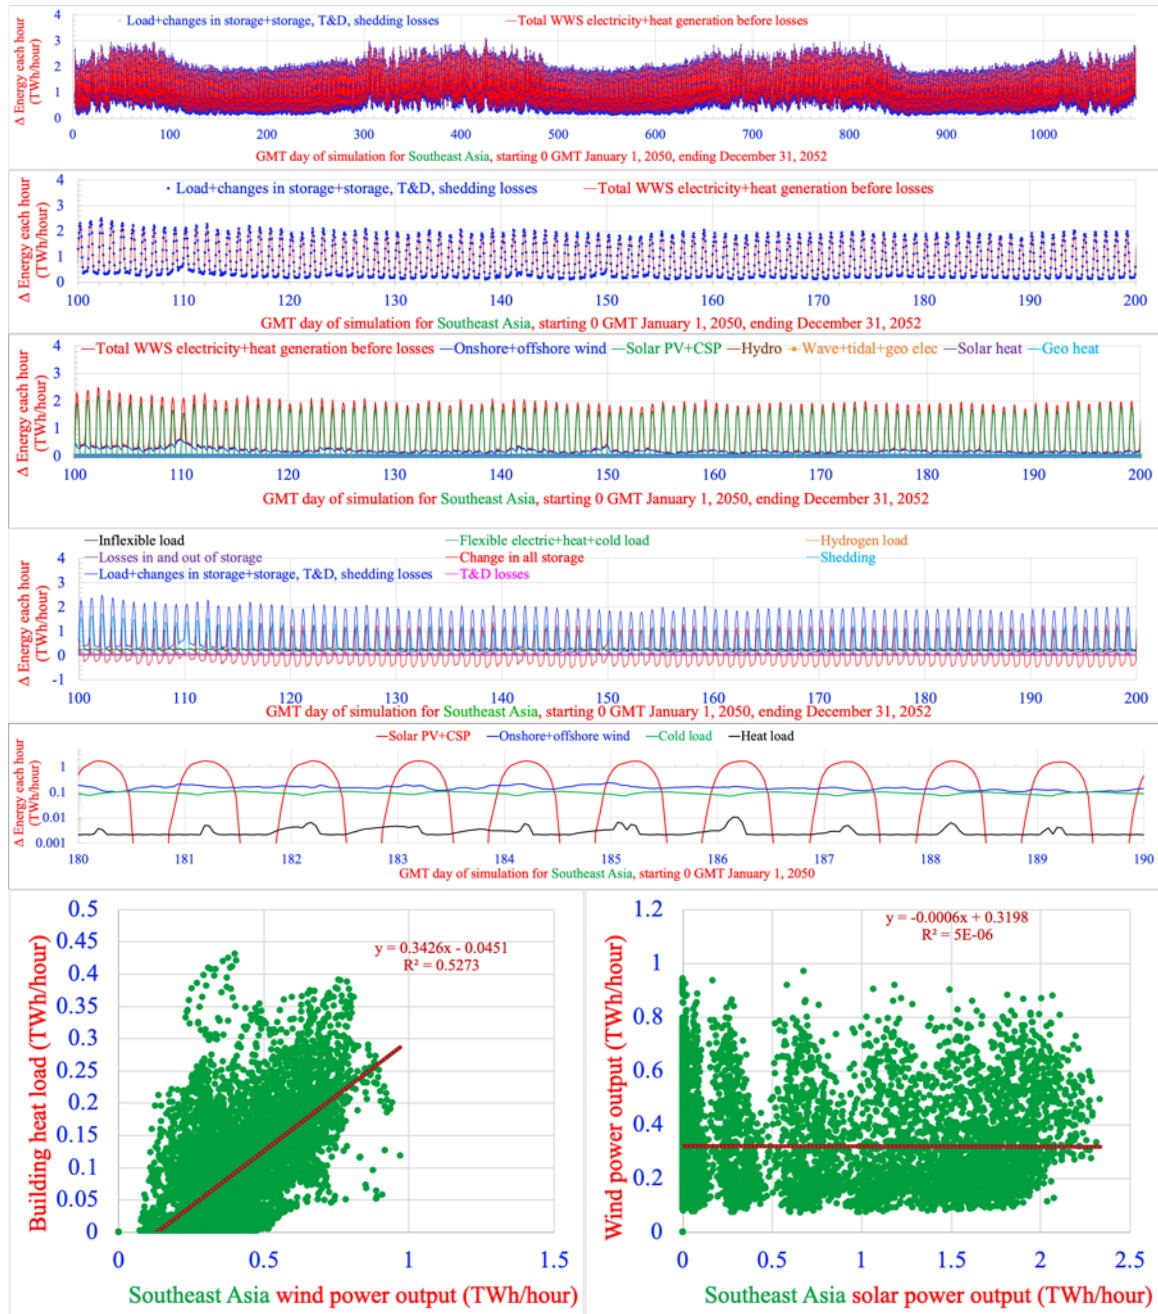 Load+changes in storage+storage, T&D, shedding losses —Total WWS electricity+heat generation before losses
Δ Energy each hour
(TWh/hour)
4
3
2
1
0
0 100 200 300 400 500 600 700 800 900 1000
GMT day of simulation for Southeast Asia, starting 0 GMT January 1, 2050, ending December 31, 2052
• Load+changes in storage+storage, T&D, shedding losses —Total WWS electricity+heat generation before losses
Δ Energy each hour
(TWh/hour)
4
3
2
1
0
100 110 120 130 140 150 160 170 180 190 200
GMT day of simulation for Southeast Asia, starting 0 GMT January 1, 2050, ending December 31, 2052
—Total WWS electricity+heat generation before losses —Onshore+offshore wind —Solar PV+CSP —Hydro —Wave+tidal+geo elec —Solar heat —Geo heat
Δ Energy each hour
(TWh/hour)
4
3
2
1
0
100 110 120 130 140 150 160 170 180 190 200
GMT day of simulation for Southeast Asia, starting 0 GMT January 1, 2050, ending December 31, 2052
—Inflexible load —Flexible electric+heat+cold load —Hydrogen load
—Losses in and out of storage —Change in all storage —Shedding
—Load+changes in storage+storage, T&D, shedding losses —T&D losses
Δ Energy each hour
(TWh/hour)
4
3
2
1
0
-1
100 110 120 130 140 150 160 170 180 190 200
GMT day of simulation for Southeast Asia, starting 0 GMT January 1, 2050, ending December 31, 2052
—Solar PV+CSP —Onshore+offshore wind —Cold load —Heat load
Δ Energy each hour
(TWh/hour)
1
0.1
0.01
0.001
180 181 182 183 184 185 186 187 188 189 190
GMT day of simulation for Southeast Asia, starting 0 GMT January 1, 2050
Building heat load (TWh/hour)
0.5
0.45
0.4
0.35
0.3
0.25
0.2
0.15
0.1
0.05
0
y = 0.3426x - 0.0451
R² = 0.5273
0 0.5 1 1.5
Southeast Asia wind power output (TWh/hour)
Wind power output (TWh/hour)
1.2
1
0.8
0.6
0.4
0.2
0
y = -0.0006x + 0.3198
R² = 5E-06
0 0.5 1 1.5 2 2.5
Southeast Asia solar power output (TWh/hour)